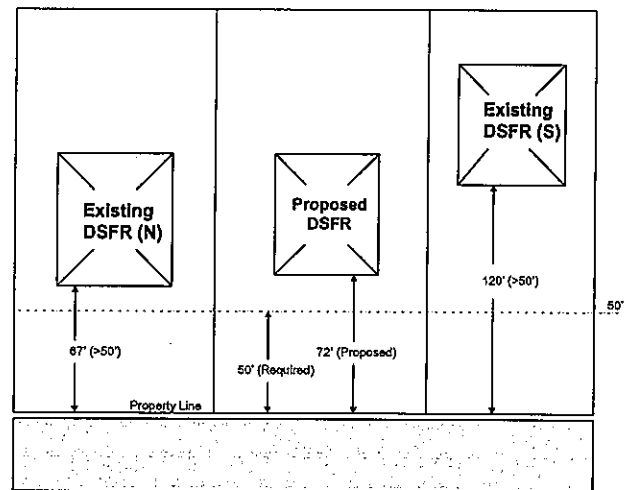 Existing
DSFR (S)
Existing
DSFR (N)
Proposed
DSFR
120' (>50')
50'
67' (>50')
50' (Required)
72' (Proposed)
Property Line